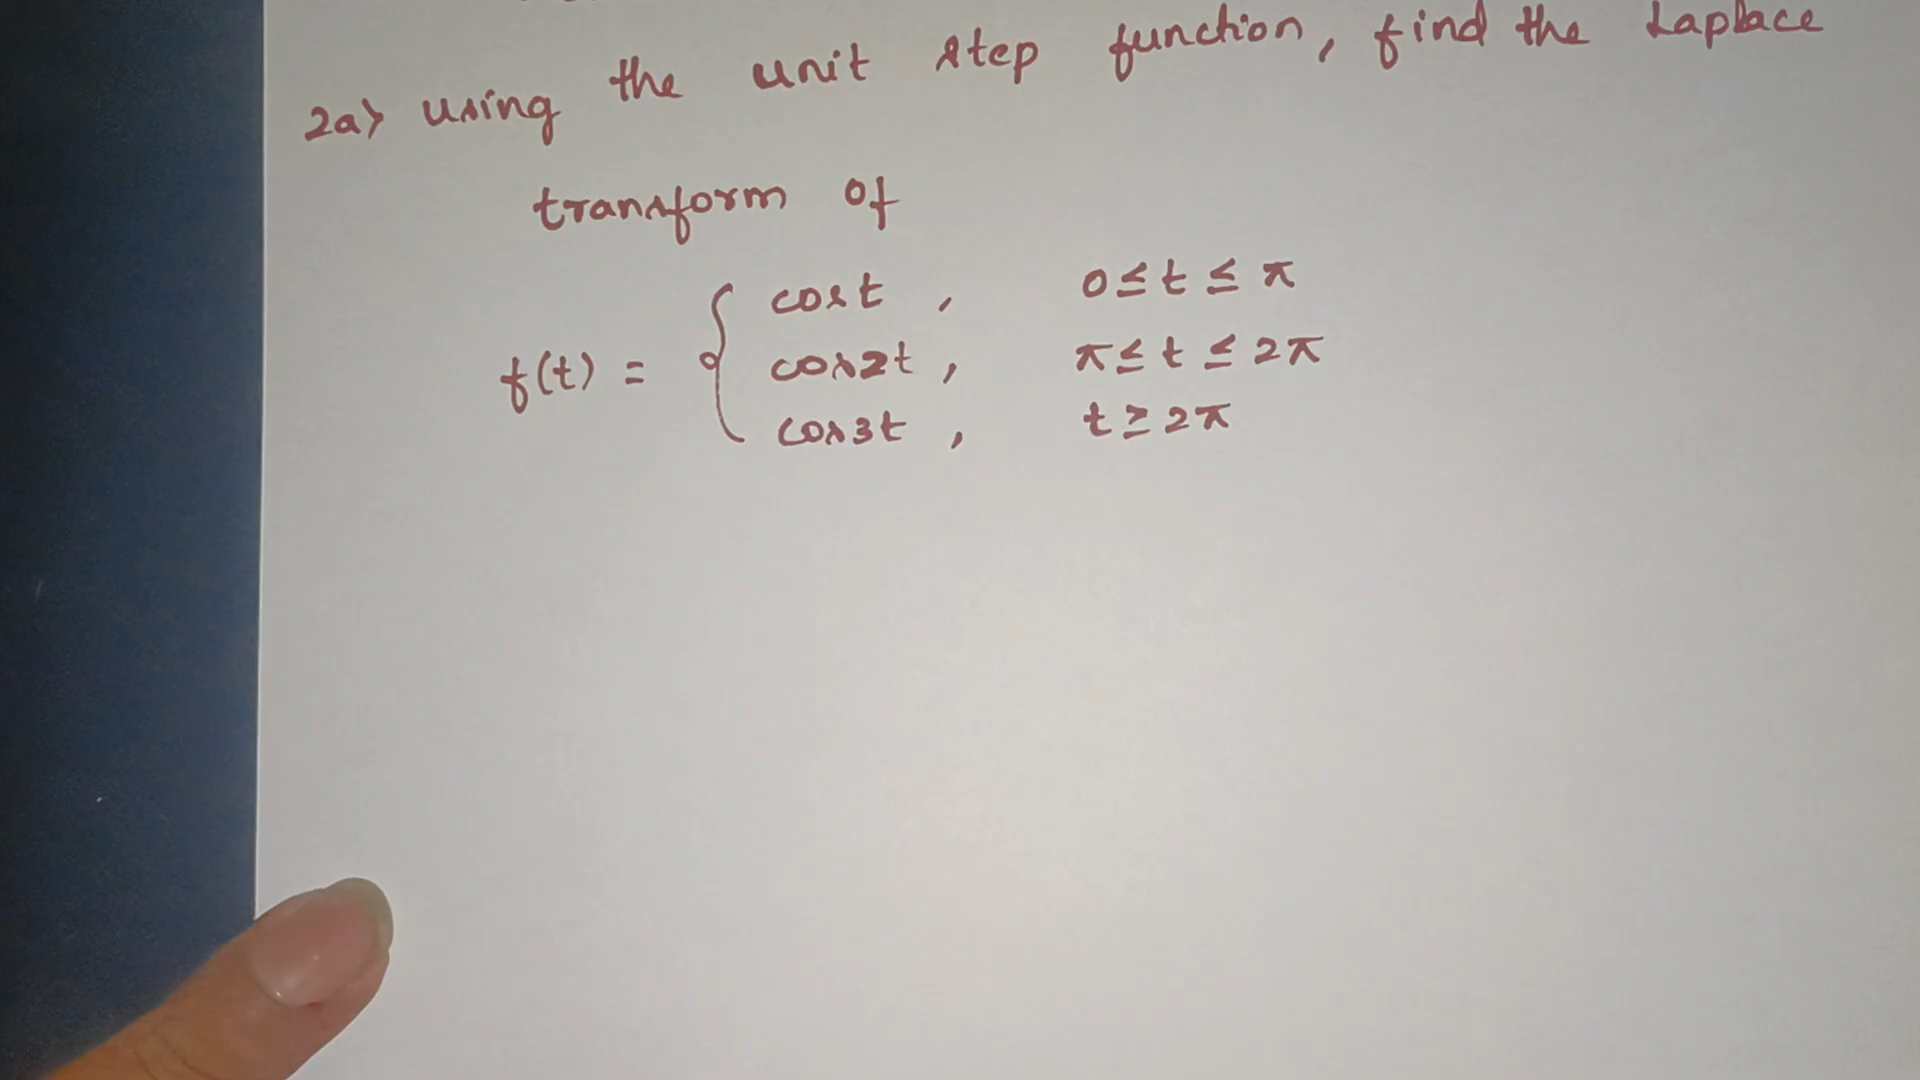 2a> using the unit step function, find the Laplace
transform of
f(t) = { cost , 0 ≤ t ≤ π
cos2t , π ≤ t ≤ 2π
cos3t , t ≥ 2π